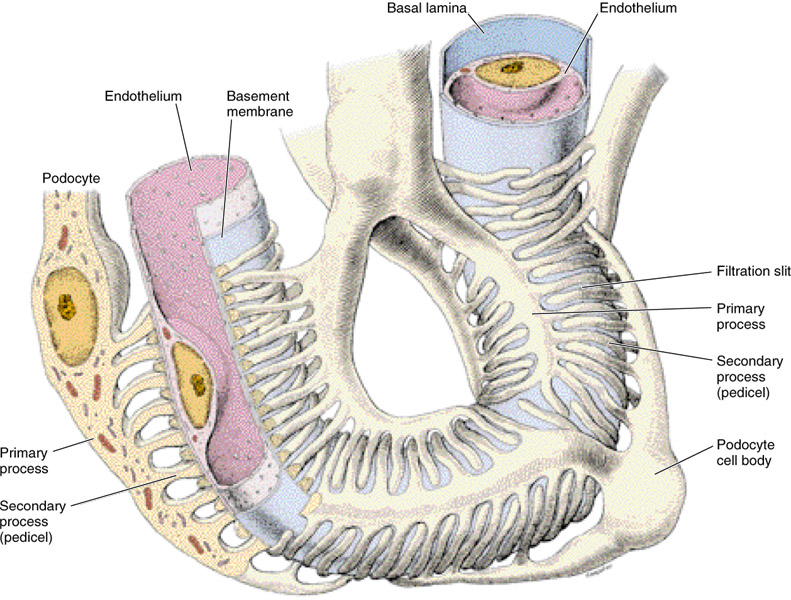 Basal lamina
Endothelium
Endothelium
Basement
membrane
Podocyte
Filtration slit
Primary
process
Secondary
process
(pedicel)
Podocyte
cell body
Primary
process
Secondary
process
(pedicel)